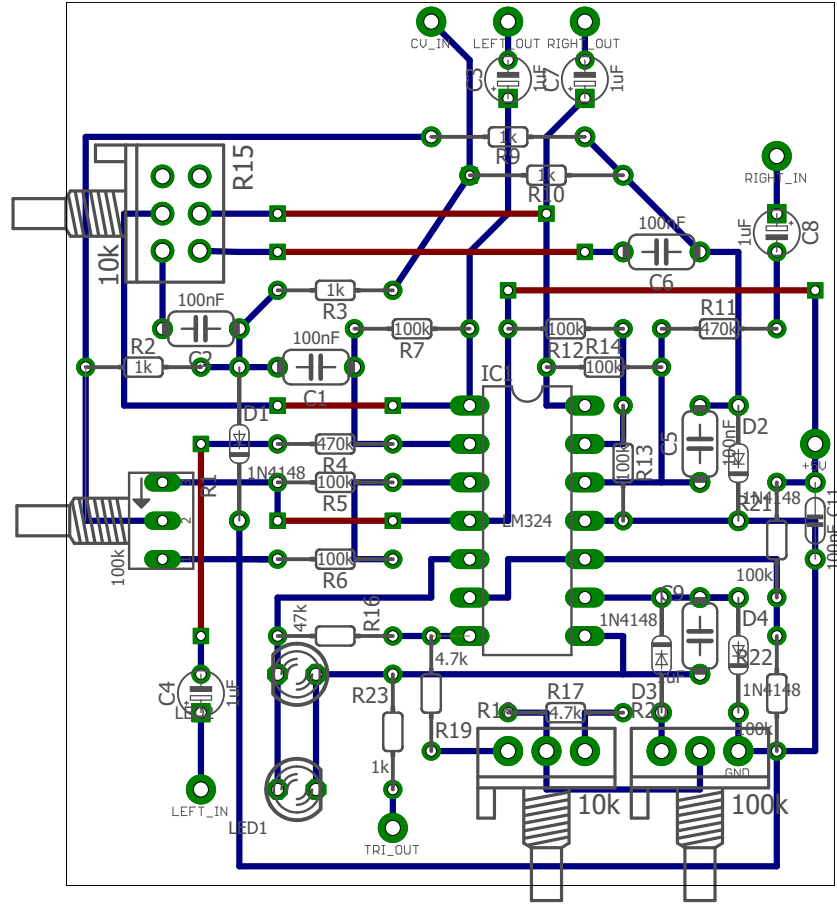 CV_IN
LEFT_OUT
RIGHT_OUT
C3
1uF
C7
1uF
1k
R9
1k
R10
R15
10k
RIGHT_IN
1uF
C8
100nF
C6
100nF
C2
1k
R3
R11
470k
100nF
C1
100k
R7
100k
R12
R14
100k
R2
1k
IC1
D1
1N4148
470k
R4
100k
R5
100k
R6
R1
2
100k
LM324
100k
R13
C5
100nF
D2
1N4148
R21
100k
+9V
100nF
C11
47k
R16
4.7k
R19
C9
1uF
1N4148
D3
D4
R22
1N4148
100k
C4
1uF
LED2
LEFT_IN
LED1
R23
1k
TRI_OUT
R17
4.7k
10k
GND
100k